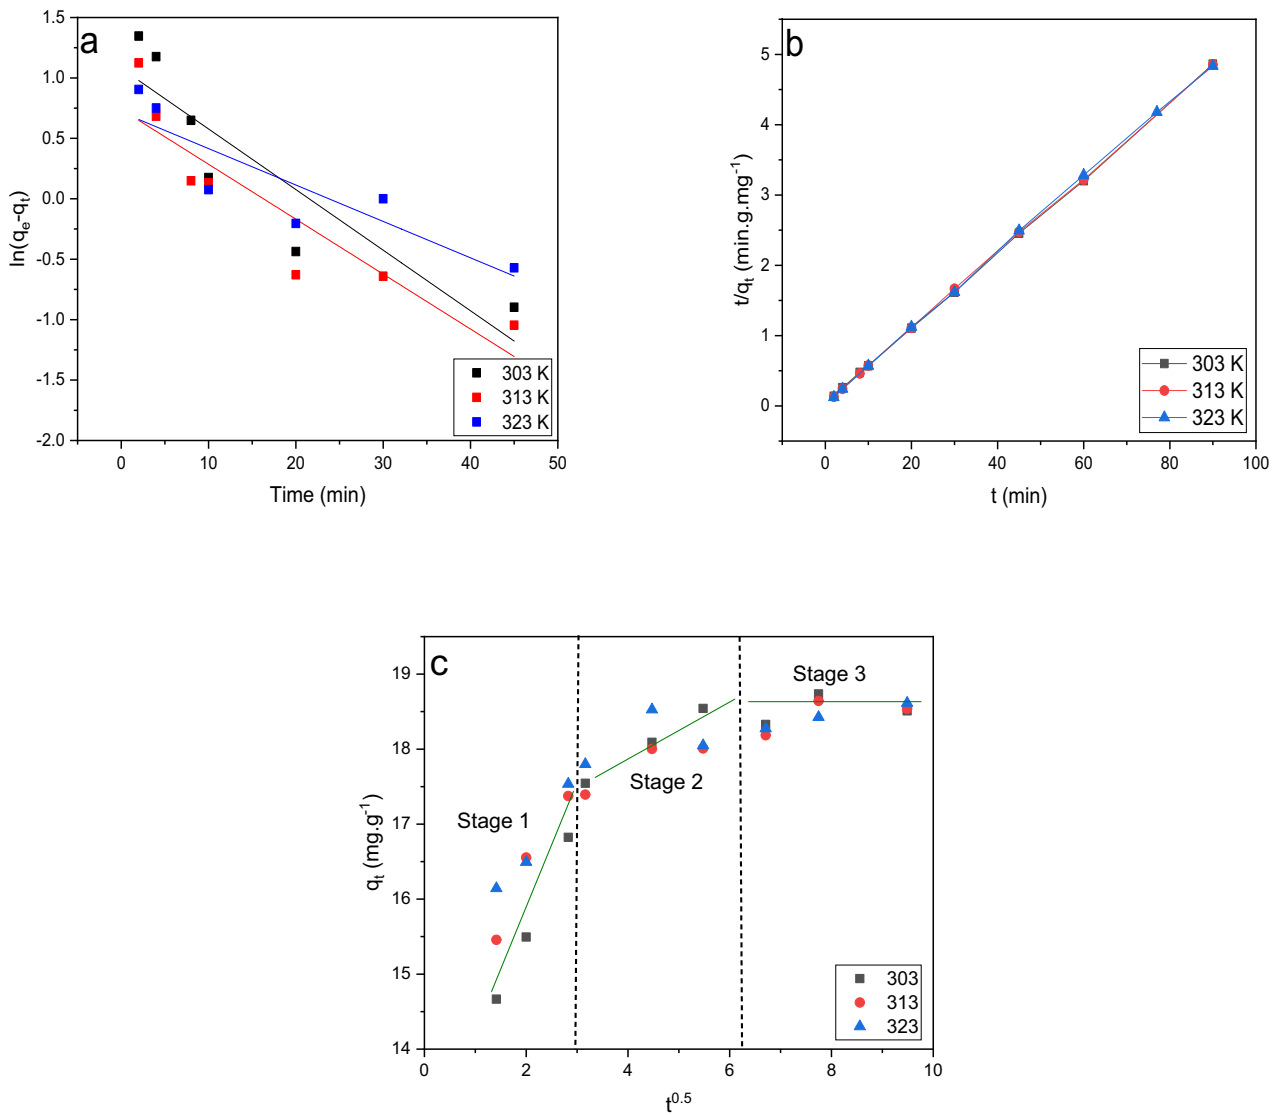 a
1.5
1.0
0.5
0.0
-0.5
-1.0
-1.5
-2.0
ln(qe-qt)
0 10 20 30 40 50
Time (min)
303 K
313 K
323 K
b
5
4
3
2
1
0
t/qt (min.g.mg-1)
0 20 40 60 80 100
t (min)
303 K
313 K
323 K
c
19
18
17
16
15
14
qt (mg.g-1)
Stage 1
Stage 2
Stage 3
0 2 4 6 8 10
t0.5
303
313
323